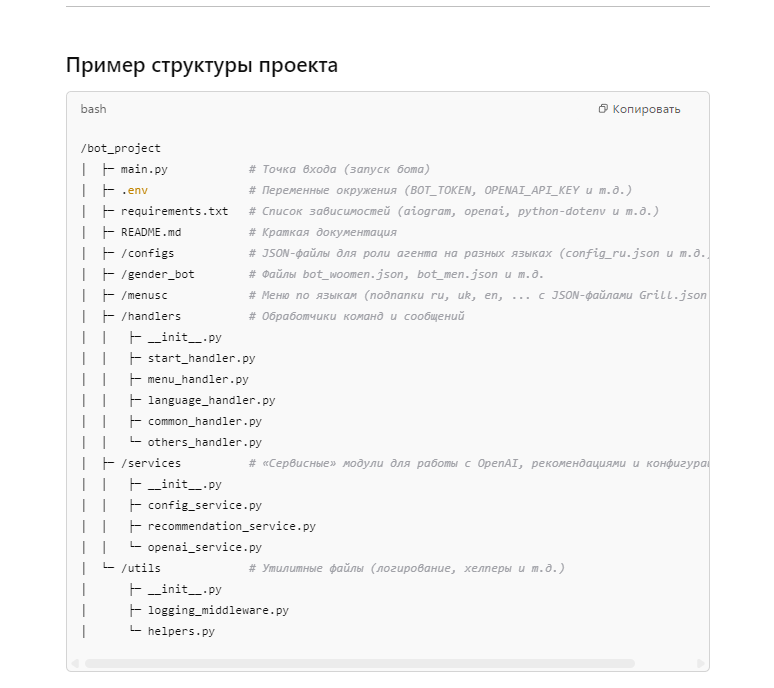 Пример структуры проекта
bash
Копировать
/bot_project
│ ├─ main.py # Точка входа (запуск бота)
│ ├─ .env # Переменные окружения (BOT_TOKEN, OPENAI_API_KEY и т.д.)
│ ├─ requirements.txt # Список зависимостей (aiogram, openai, python-dotenv и т.д.)
│ ├─ README.md # Краткая документация
│ ├─ /configs # JSON-файлы для роли агента на разных языках (config_ru.json и т.д.
│ ├─ /gender_bot # Файлы bot_woomen.json, bot_men.json и т.д.
│ ├─ /menusc # Меню по языкам (подпапки ru, uk, en, ... с JSON-файлами Grill.json
│ ├─ /handlers # Обработчики команд и сообщений
│ │ ├─ __init__.py
│ │ ├─ start_handler.py
│ │ ├─ menu_handler.py
│ │ ├─ language_handler.py
│ │ ├─ common_handler.py
│ │ └─ others_handler.py
│ ├─ /services # «Сервисные» модули для работы с OpenAI, рекомендациями и
│ │ ├─ __init__.py
│ │ ├─ config_service.py
│ │ ├─ recommendation_service.py
│ │ └─ openai_service.py
│ └─ /utils # Утилитные файлы (логирование, хелперы и т.д.)
│ ├─ __init__.py
│ ├─ logging_middleware.py
│ └─ helpers.py